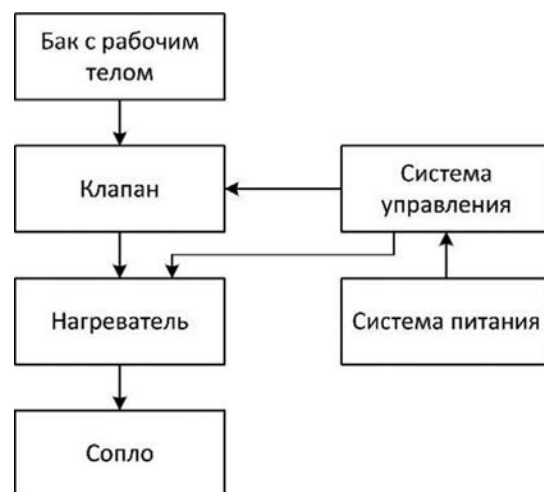 Бак с рабочим
телом
Клапан
Система
управления
Нагреватель
Система питания
Сопло